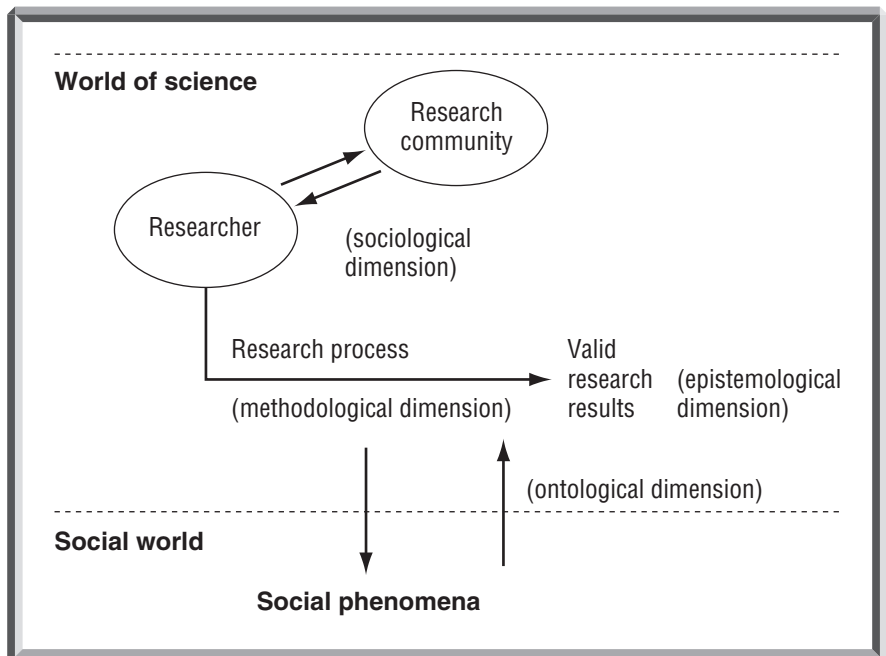 World of science
Research
community
Researcher
(sociological
dimension)
Research process
(methodological dimension)
Valid
research
results
(epistemological
dimension)
(ontological dimension)
Social world
Social phenomena